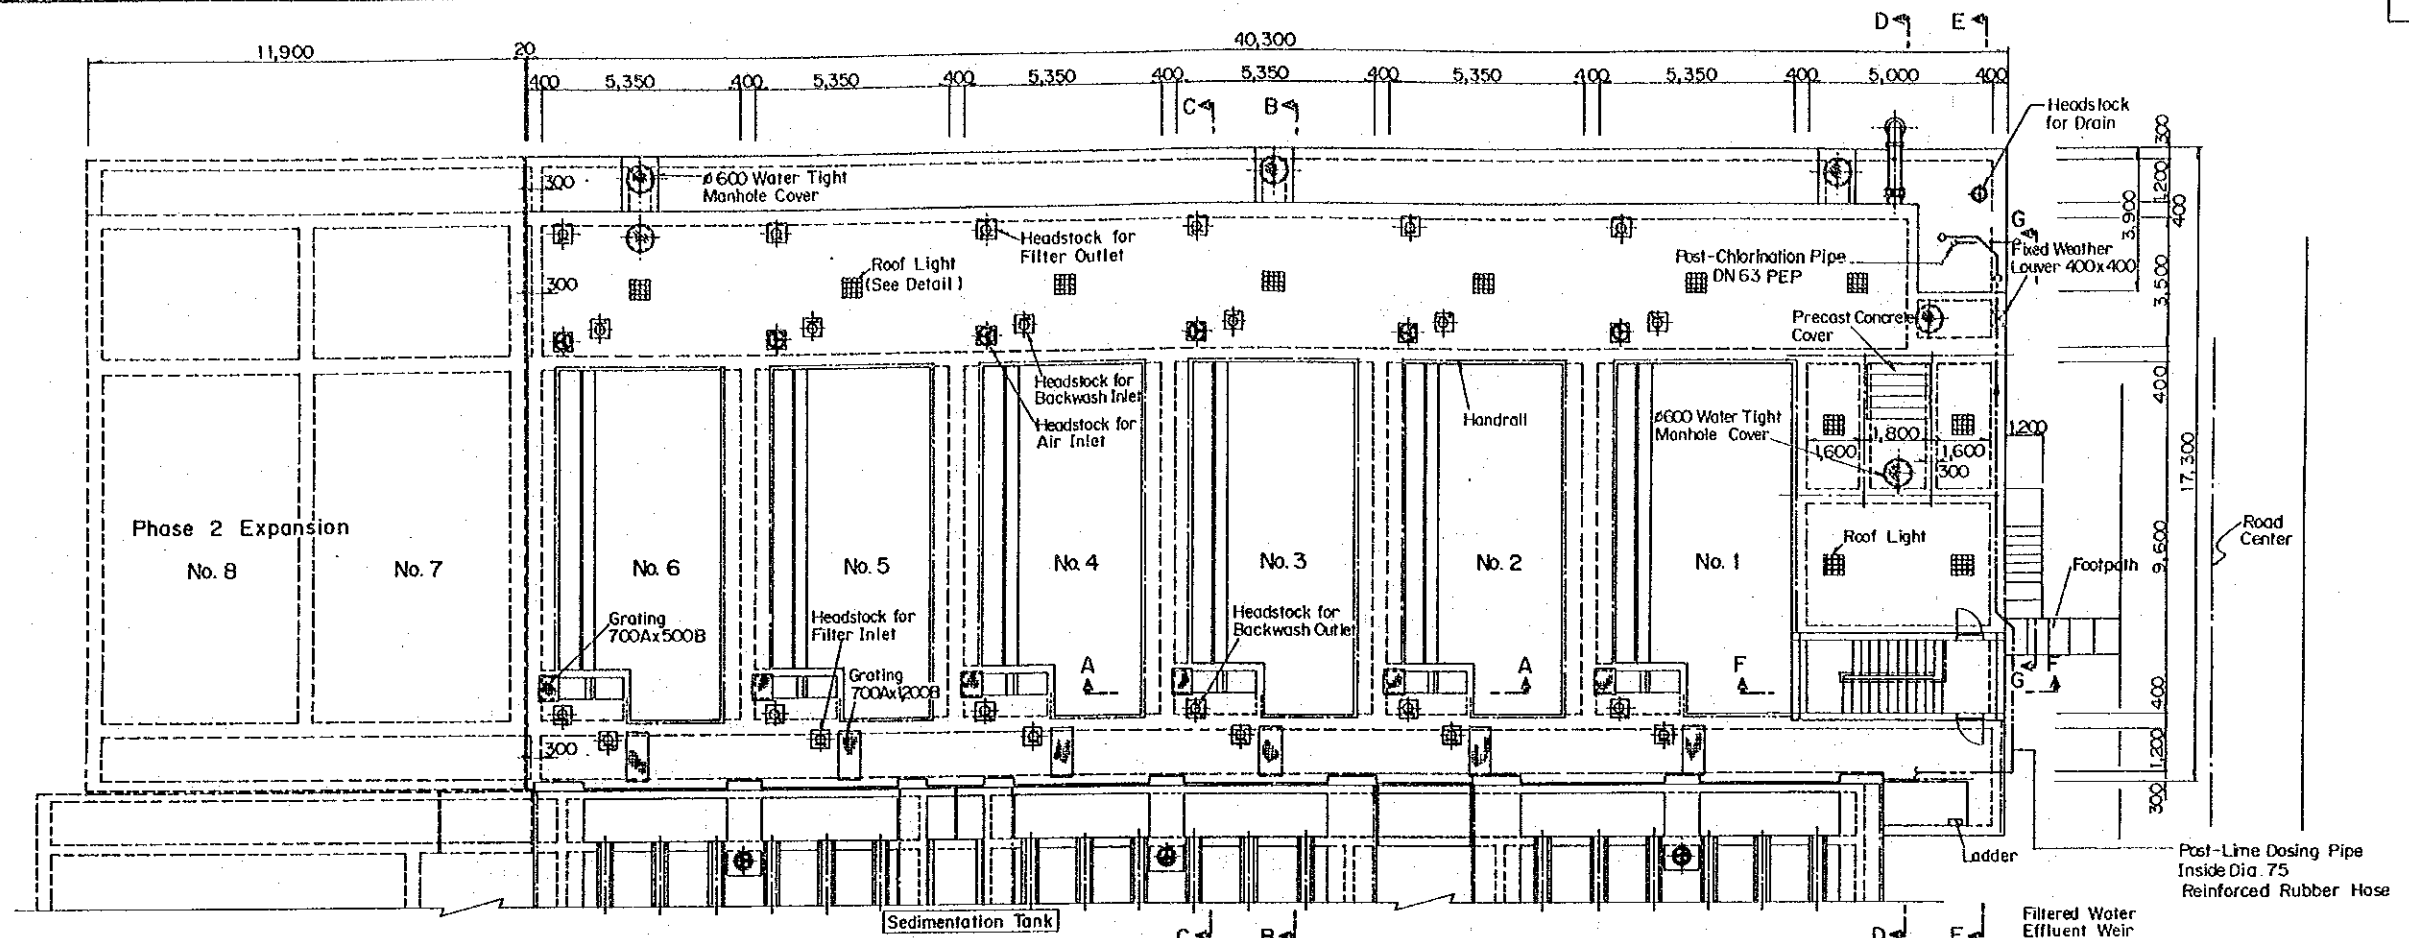 D E
11,900 20 40,300
400 5,350 400 5,350 400 5,350 400 5,350 400 5,350 400 5,350 400 5,000 400
C B
Headstock
for Drain
300
1,200
400
3,900
3,500
400
17,300
9,600
400
1,200
300
300
ø600 Water Tight
Manhole Cover
Headstock for
Filter Outlet
Roof Light
(See Detail)
300
Post-Chlorination Pipe
DN 63 PEP
G
Fixed Weather
Louver 400x400
Precast Concrete
Cover
Headstock for
Backwash Inlet
Headstock for
Air Inlet
Handrail
ø600 Water Tight
Manhole Cover
1,600
1,800
1,600
300
1,200
Phase 2 Expansion
No. 8
No. 7
No. 6
No. 5
No. 4
No. 3
No. 2
No. 1
Roof Light
Road
Center
Footpath
Grating
700Ax500B
Headstock for
Filter Inlet
Grating
700Ax1,200B
Headstock for
Backwash Outlet
A A F F
G
300
Ladder
Post-Lime Dosing Pipe
Inside Dia. 75
Reinforced Rubber Hose
Sedimentation Tank
C B D E
Filtered Water
Effluent Weir